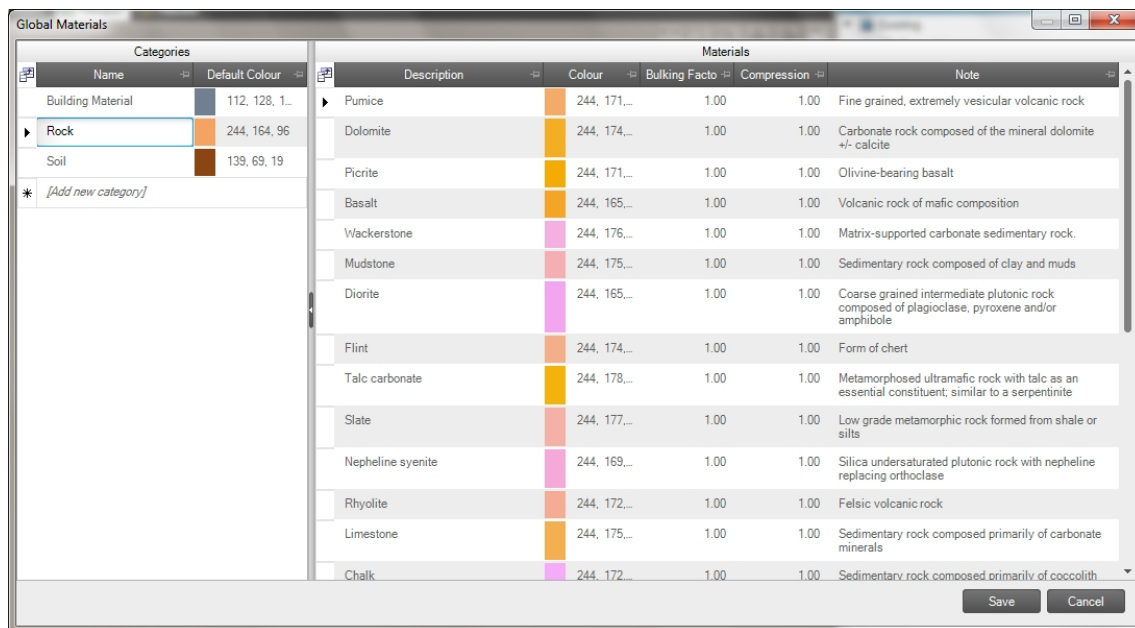 Global Materials
Categories
Materials
Name Default Colour
Description Colour Bulking Facto Compression Note
Building Material 112, 128, 1...
Rock 244, 164, 96
Soil 139, 69, 19
[Add new category]
Pumice 244, 171,... 1.00 1.00 Fine grained, extremely vesicular volcanic rock
Dolomite 244, 174,... 1.00 1.00 Carbonate rock composed of the mineral dolomite
+/- calcite
Picrite 244, 171,... 1.00 1.00 Olivine-bearing basalt
Basalt 244, 165,... 1.00 1.00 Volcanic rock of mafic composition
Wackerstone 244, 176,... 1.00 1.00 Matrix-supported carbonate sedimentary rock.
Mudstone 244, 175,... 1.00 1.00 Sedimentary rock composed of clay and muds
Diorite 244, 165,... 1.00 1.00 Coarse grained intermediate plutonic rock
composed of plagioclase, pyroxene and/or
amphibole
Flint 244, 174,... 1.00 1.00 Form of chert
Talc carbonate 244, 178,... 1.00 1.00 Metamorphosed ultramafic rock with talc as an
essential constituent; similar to a serpentinite
Slate 244, 177,... 1.00 1.00 Low grade metamorphic rock formed from shale or
silts
Nepheline syenite 244, 169,... 1.00 1.00 Silica undersaturated plutonic rock with nepheline
replacing orthoclase
Rhyolite 244, 172,... 1.00 1.00 Felsic volcanic rock
Limestone 244, 175,... 1.00 1.00 Sedimentary rock composed primarily of carbonate
minerals
Chalk 244, 172,... 1.00 1.00 Sedimentary rock composed primarily of coccolith
Save Cancel